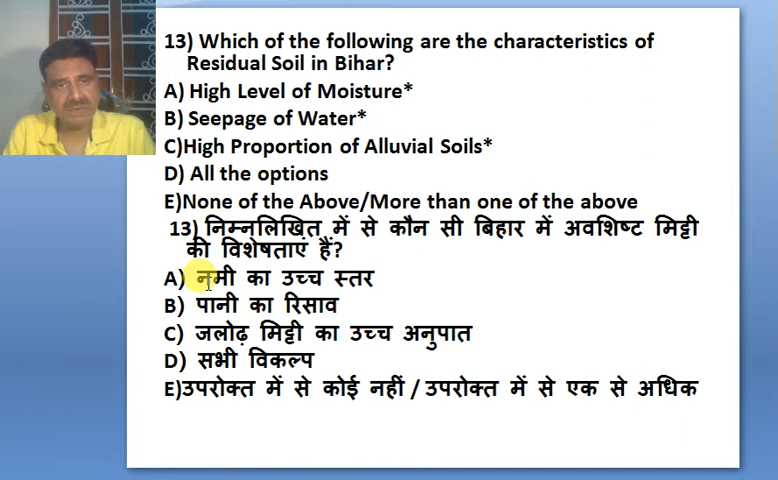 13) Which of the following are the characteristics of
Residual Soil in Bihar?
A) High Level of Moisture*
B) Seepage of Water*
C)High Proportion of Alluvial Soils*
D) All the options
E)None of the Above/More than one of the above
13) निम्नलिखित में से कौन सी बिहार में अवशिष्ट मिट्टी
की विशेषताएं हैं?
A) नमी का उच्च स्तर
B) पानी का रिसाव
C) जलोढ़ मिट्टी का उच्च अनुपात
D) सभी विकल्प
E)उपरोक्त में से कोई नहीं / उपरोक्त में से एक से अधिक